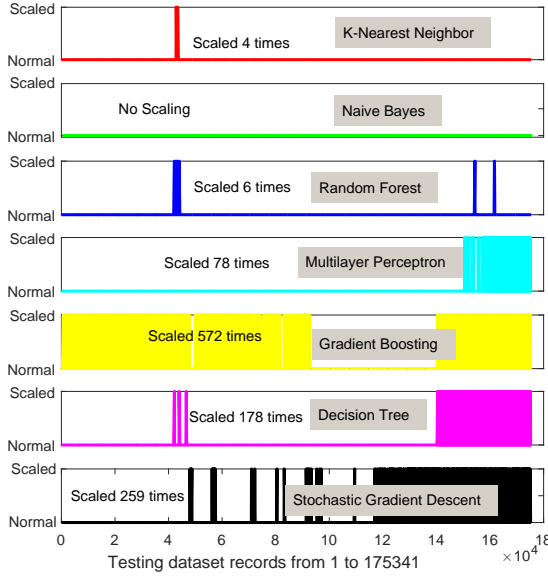 Scaled
Scaled 4 times
K-Nearest Neighbor
Normal
Scaled
No Scaling
Naive Bayes
Normal
Scaled
Scaled 6 times
Random Forest
Normal
Scaled
Scaled 78 times
Multilayer Perceptron
Normal
Scaled
Scaled 572 times
Gradient Boosting
Normal
Scaled
Scaled 178 times
Decision Tree
Normal
Scaled
Scaled 259 times
Stochastic Gradient Descent
Normal
0 2 4 6 8 10 12 14 16 18
Testing dataset records from 1 to 175341
×10⁴